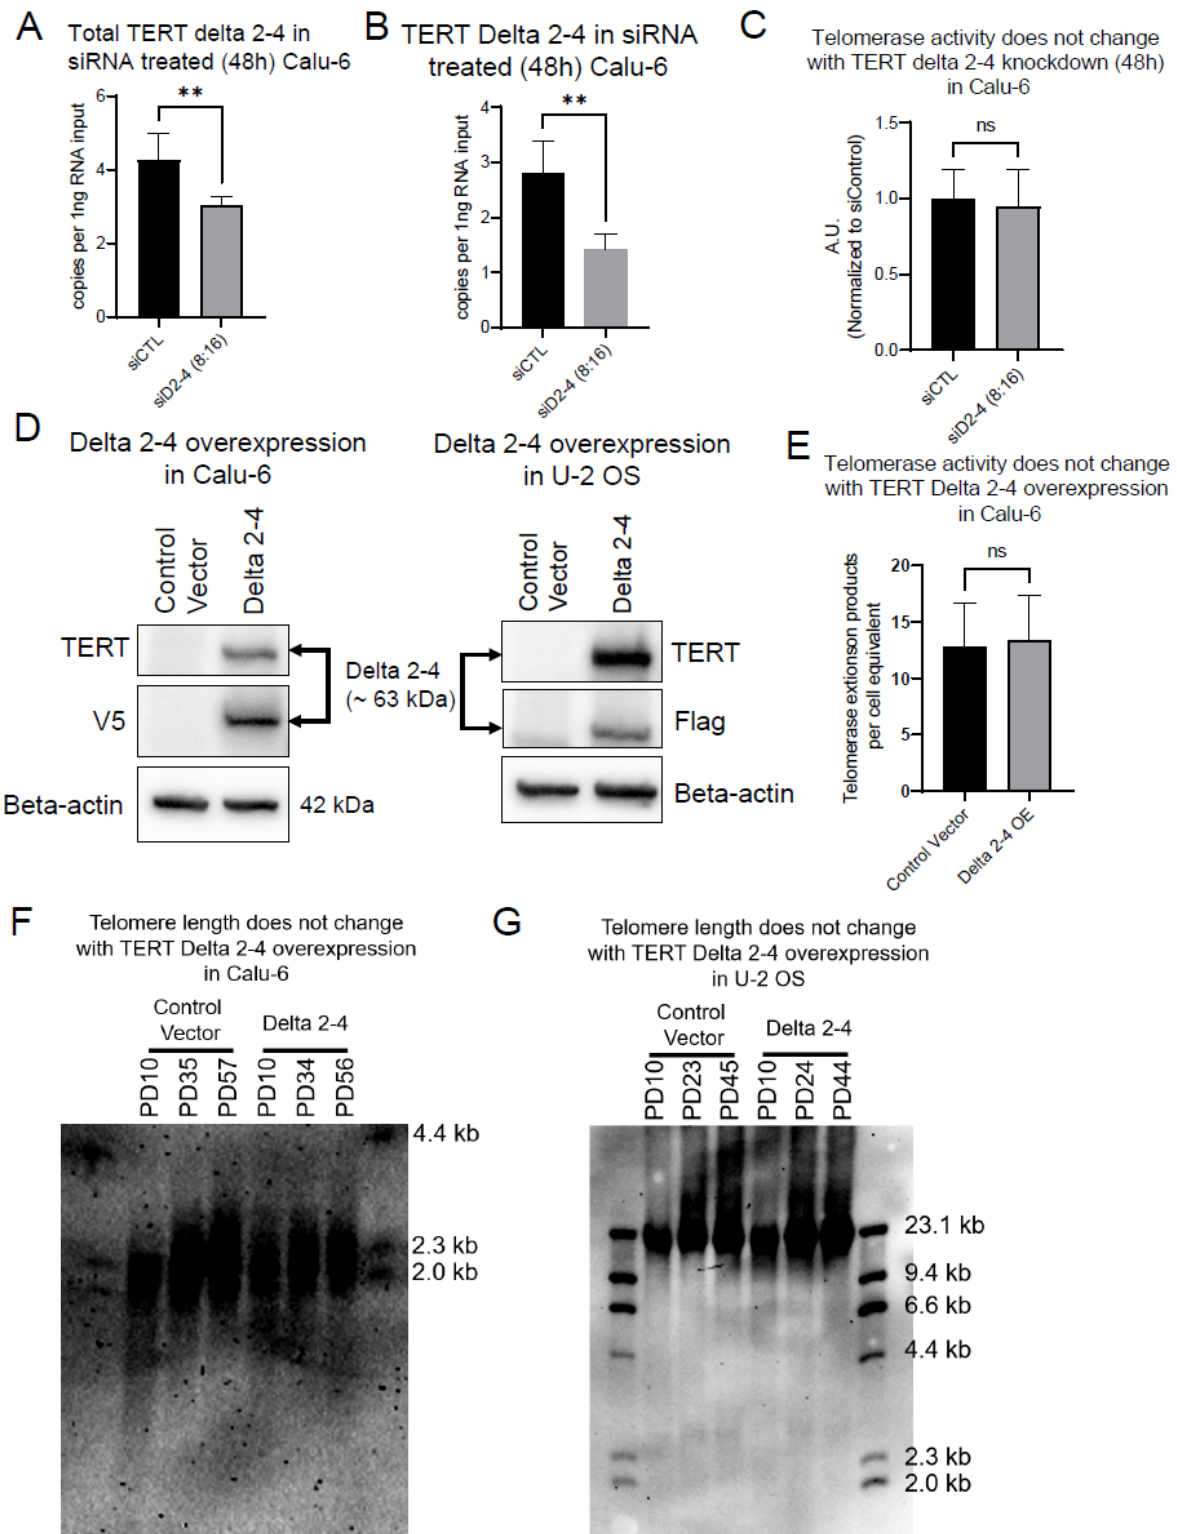 A
Total TERT delta 2-4 in
siRNA treated (48h) Calu-6
**
6
4
2
0
copies per 1ng RNA input
siCTL
siD2-4 (8:16)
B
TERT Delta 2-4 in siRNA
treated (48h) Calu-6
**
4
3
2
1
0
copies per 1ng RNA input
siCTL
siD2-4 (8:16)
C
Telomerase activity does not change
with TERT delta 2-4 knockdown (48h)
in Calu-6
ns
1.5
1.0
0.5
0.0
A.U.
(Normalized to siControl)
siCTL
siD2-4 (8:16)
D
Delta 2-4 overexpression
in Calu-6
Control
Vector
Delta 2-4
TERT
V5
Beta-actin
42 kDa
Delta 2-4
(~ 63 kDa)
Delta 2-4 overexpression
in U-2 OS
Control
Vector
Delta 2-4
TERT
Flag
Beta-actin
E
Telomerase activity does not change
with TERT Delta 2-4 overexpression
in Calu-6
ns
20
15
10
5
0
Telomerase extionson products
per cell equivalent
Control Vector
Delta 2-4 OE
F
Telomere length does not change
with TERT Delta 2-4 overexpression
in Calu-6
Control
Vector
Delta 2-4
PD10
PD35
PD57
PD10
PD34
PD56
4.4 kb
2.3 kb
2.0 kb
G
Telomere length does not change
with TERT Delta 2-4 overexpression
in U-2 OS
Control
Vector
Delta 2-4
PD10
PD23
PD45
PD10
PD24
PD44
23.1 kb
9.4 kb
6.6 kb
4.4 kb
2.3 kb
2.0 kb